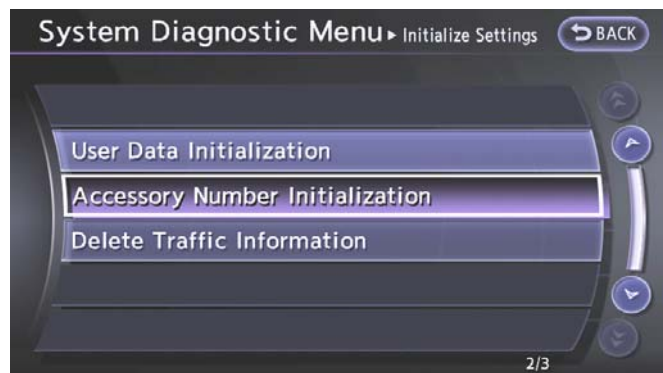 System Diagnostic Menu ▸ Initialize Settings BACK
User Data Initialization
Accessory Number Initialization
Delete Traffic Information
2/3